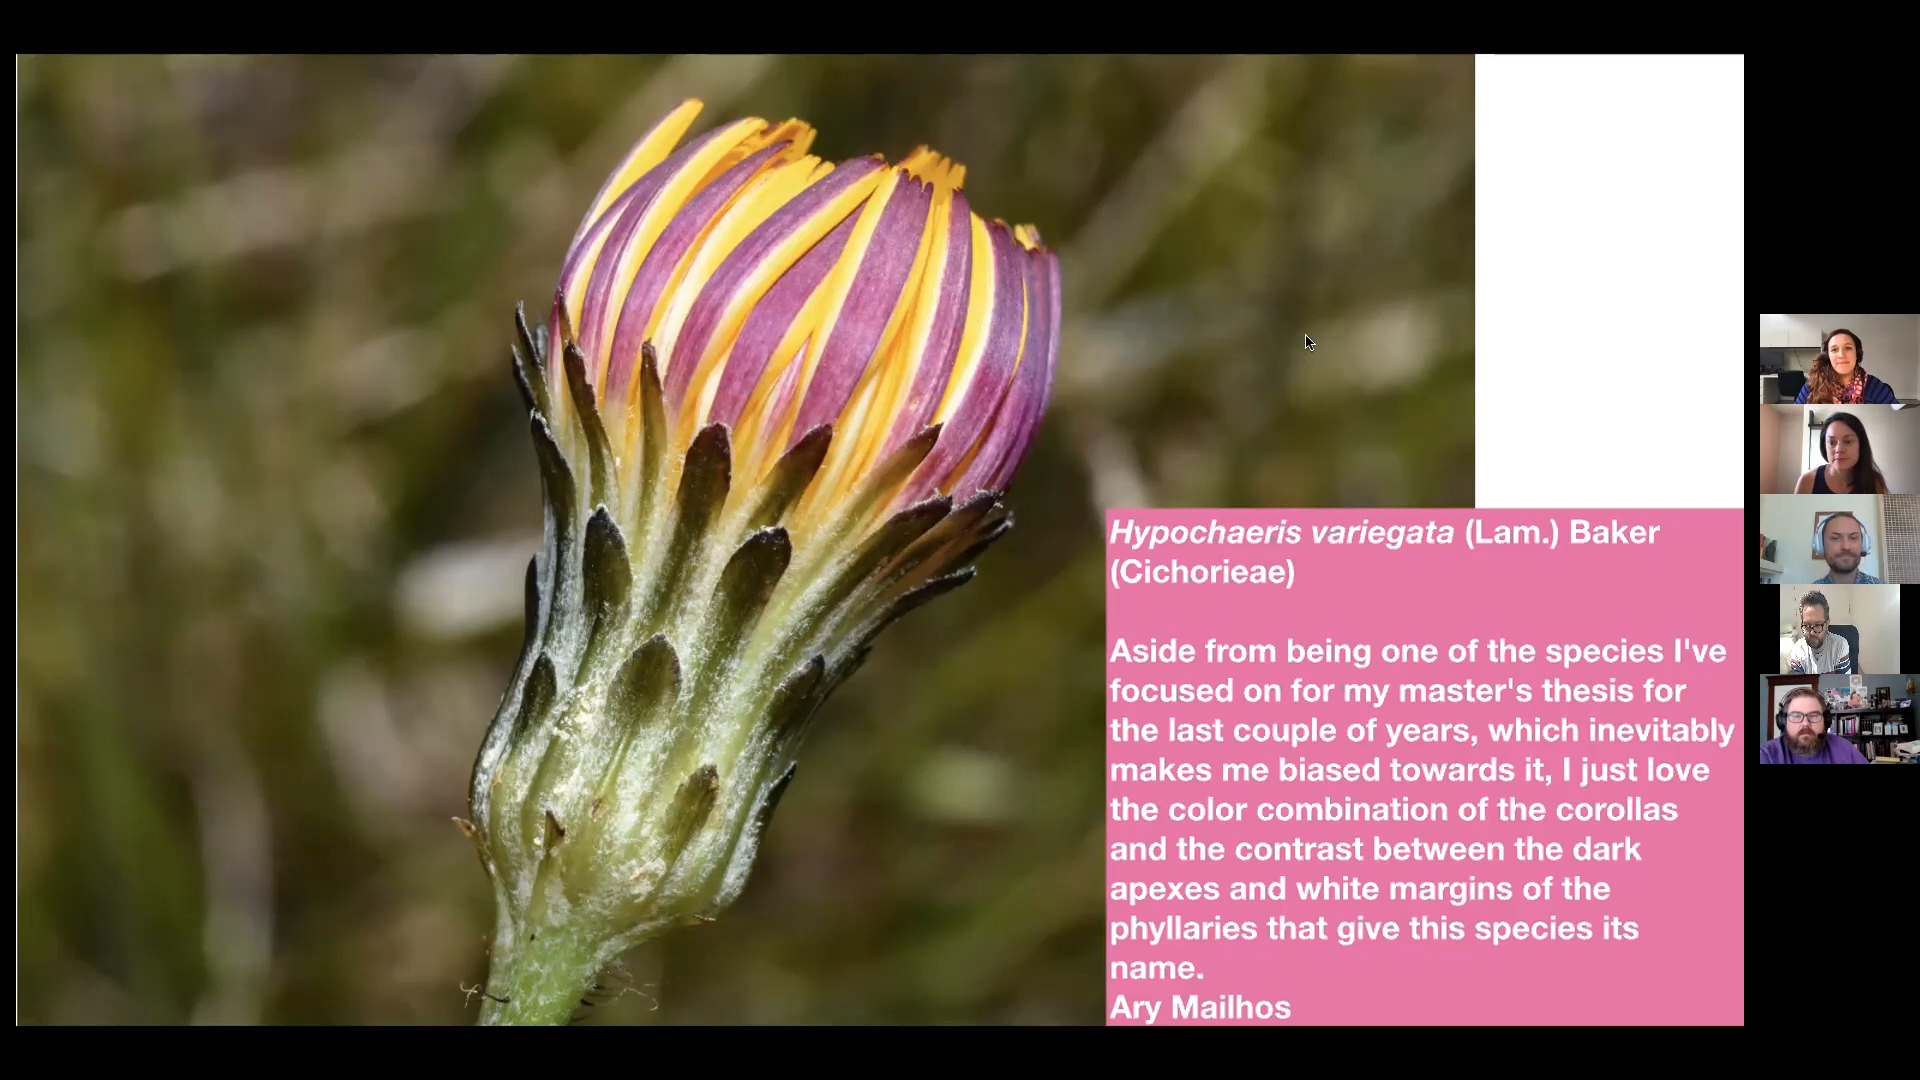 Hypochaeris variegata (Lam.) Baker
(Cichorieae)
Aside from being one of the species I've
focused on for my master's thesis for
the last couple of years, which inevitably
makes me biased towards it, I just love
the color combination of the corollas
and the contrast between the dark
apexes and white margins of the
phyllaries that give this species its
name.
Ary Mailhos